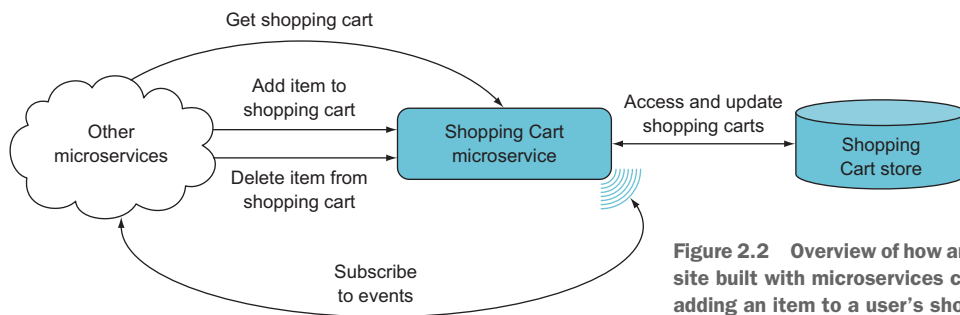 Get shopping cart
Add item to
shopping cart
Other
microservices
Delete item from
shopping cart
Shopping Cart
microservice
Access and update
shopping carts
Shopping
Cart store
Subscribe
to events
Figure 2.2 Overview of how an
site built with microservices c
adding an item to a user's sho